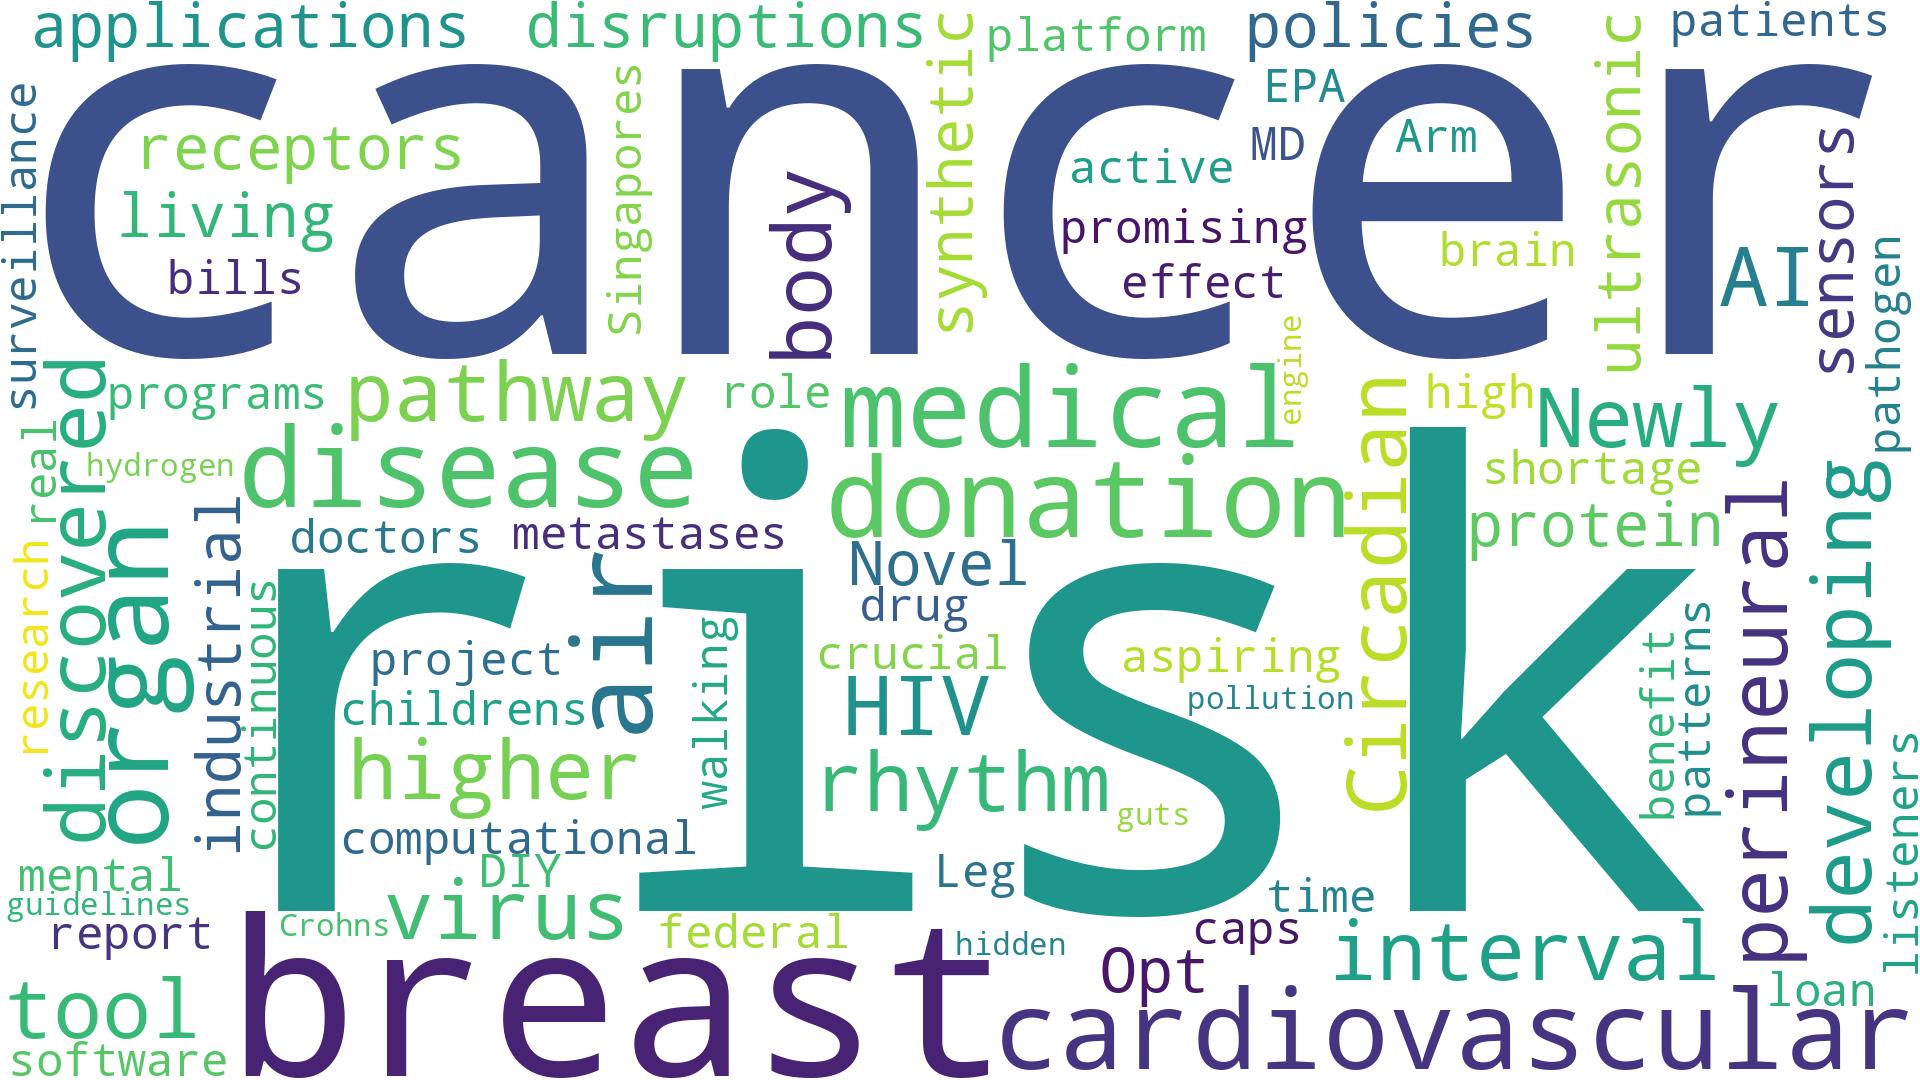 applications
disruptions
platform
policies
patients
cancer
surveillance
receptors
living
bills
Singapores
body
synthetic
active
promising
effect
EPA
MD
Arm
brain
ultrasonic
AI
sensors
pathogen
programs
pathway
role
medical
engine
high
Newly
discovered
real
hydrogen
disease
donation
Circadian
shortage
protein
perineural
developing
organ
industrial
doctors
metastases
Novel
drug
risk
research
continuous
project
air
walking
childrens
higher
computational
DIY
crucial
HIV
rhythm
guts
aspiring
pollution
benefit
patterns
listeners
mental
guidelines
report
Crohns
virus
federal
Leg
hidden
time
caps
Opt
interval
loan
tool
software
breast
cardiovascular